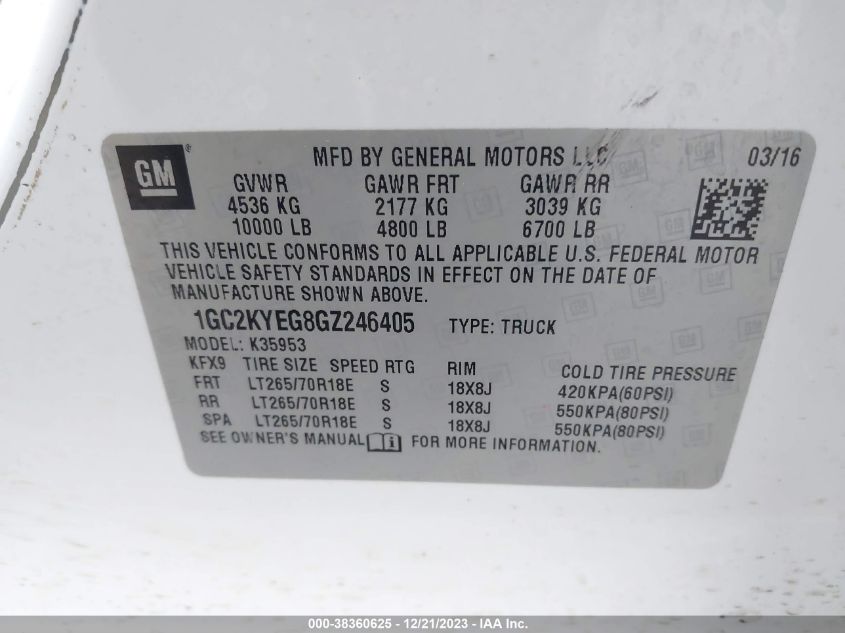 GM ® MFD BY GENERAL MOTORS LLC 03/16
GVWR GAWR FRT GAWR RR
4536 KG 2177 KG 3039 KG
10000 LB 4800 LB 6700 LB
THIS VEHICLE CONFORMS TO ALL APPLICABLE U.S. FEDERAL MOTOR
VEHICLE SAFETY STANDARDS IN EFFECT ON THE DATE OF
MANUFACTURE SHOWN ABOVE.
1GC2KYEG8GZ246405 TYPE: TRUCK
MODEL: K35953
KFX9 TIRE SIZE SPEED RTG RIM COLD TIRE PRESSURE
FRT LT265/70R18E S 18X8J 420KPA(60PSI)
RR LT265/70R18E S 18X8J 550KPA(80PSI)
SPA LT265/70R18E S 18X8J 550KPA(80PSI)
SEE OWNER'S MANUAL FOR MORE INFORMATION.
000-38360625 - 12/21/2023 - IAA Inc.